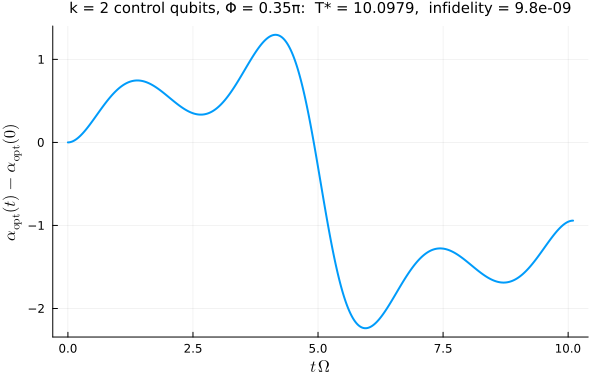 k = 2 control qubits, Φ = 0.35π:  T* = 10.0979,  infidelity = 9.8e-09
α_opt(t) − α_opt(0)
1
0
−1
−2
0.0 2.5 5.0 7.5 10.0
t Ω